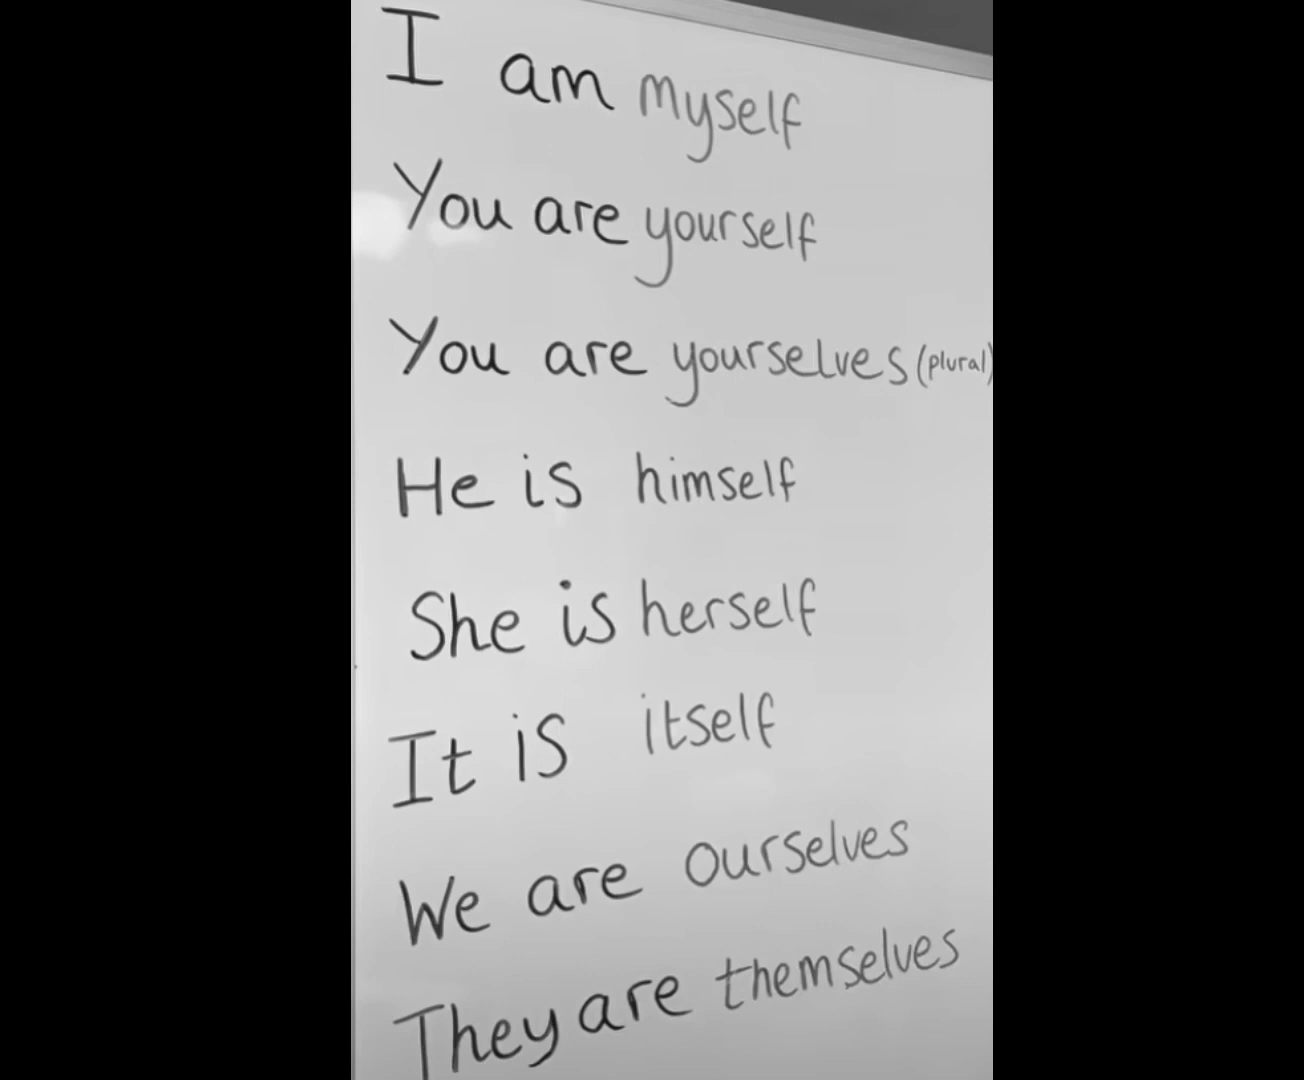 I am myself
You are yourself
You are yourselves (plural)
He is himself
She is herself
It is itself
We are ourselves
They are themselves